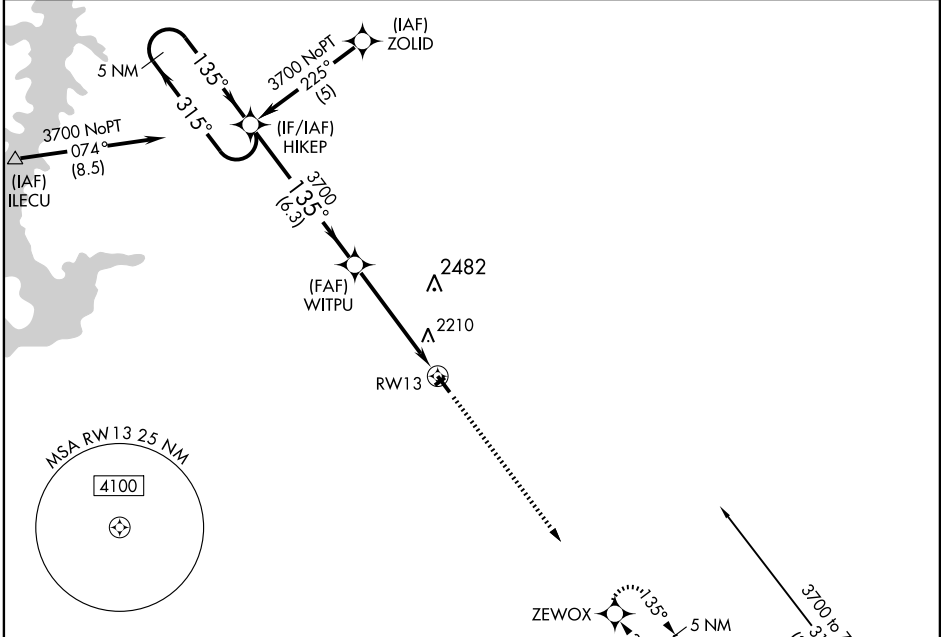 (IAF)
ZOLID
3700 NoPT
225°
(5)
5 NM
135°
315°
(IF/IAF)
HIKEP
3700 NoPT
074°
(8.5)
(IAF)
ILECU
3700
135°
(6.3)
(FAF)
WITPU
2482
2210
RW13
MSA RW13 25 NM
4100
3700 to
ZEWOX
135°
5 NM